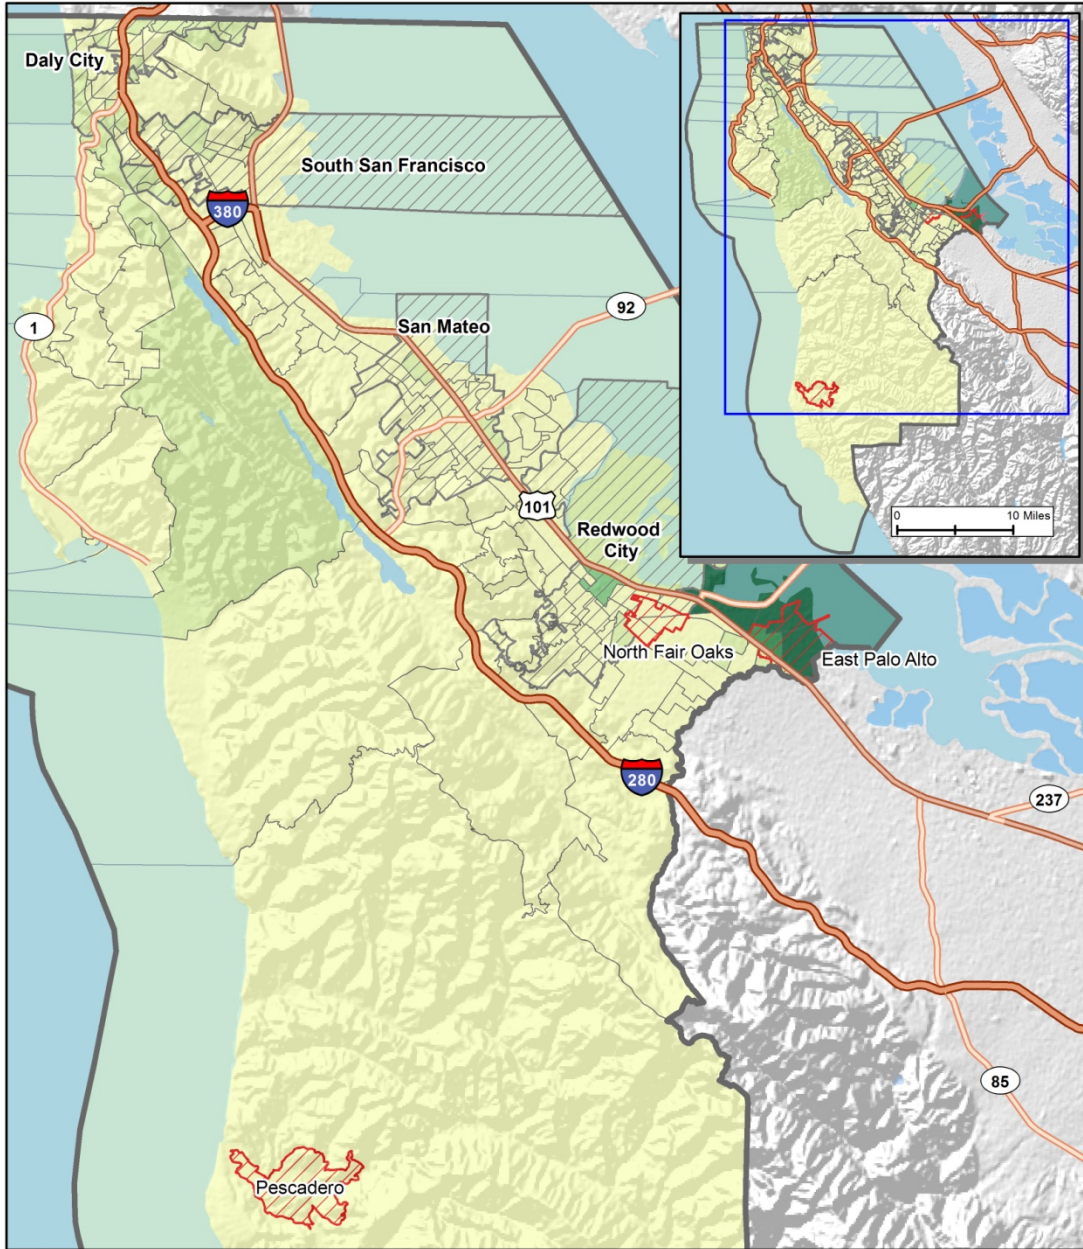 Daly City
South San Francisco
380
1
92
San Mateo
101
Redwood
City
North Fair Oaks
East Palo Alto
280
237
85
Pescadero
0 10 Miles